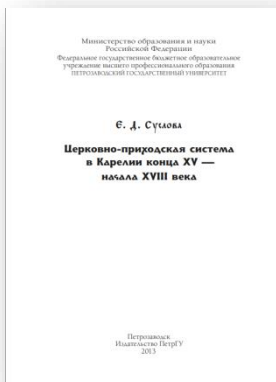 Министерство образования и науки
Российской Федерации
Федеральное государственное бюджетное образовательное
учреждение высшего профессионального образования
ПЕТРОЗАВОДСКИЙ ГОСУДАРСТВЕННЫЙ УНИВЕРСИТЕТ
Е. Д. Суслова
Церковно-приходская система
в Карелии конца XV —
начала XVIII века
Петрозаводск
Издательство ПетрГУ
2013